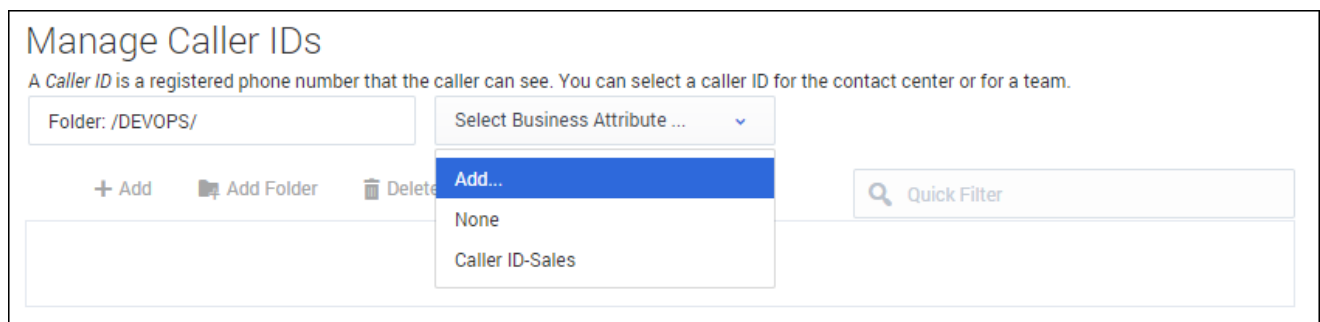 Manage Caller IDs
A Caller ID is a registered phone number that the caller can see. You can select a caller ID for the contact center or for a team.
Folder: /DEVOPS/
Select Business Attribute ...
Add...
Add
Add Folder
Delete
Quick Filter
None
Caller ID-Sales